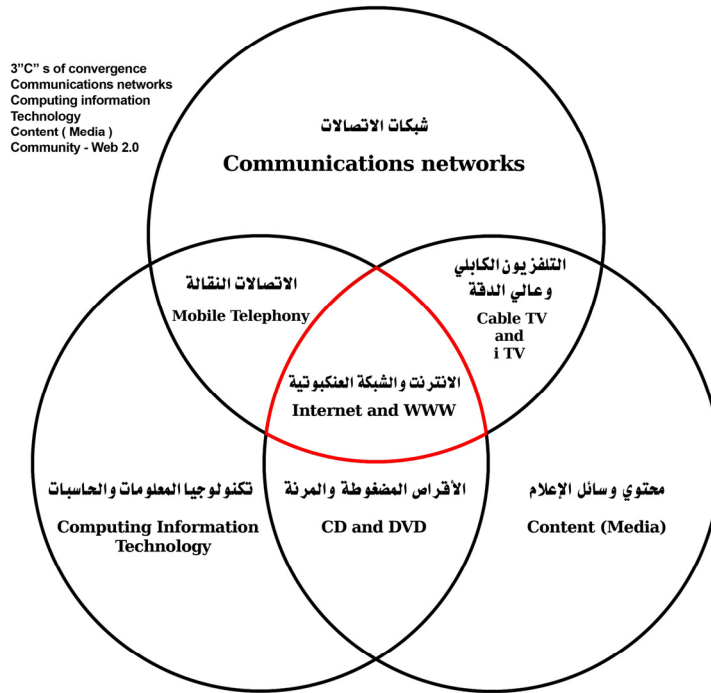 3”C” s of convergence
Communications networks
Computing information
Technology
Content ( Media )
Community - Web 2.0
شبكات الاتصالات
Communications networks
الاتصالات النقالة
Mobile Telephony
التلفزيون الكابلي
وعالي الدقة
Cable TV
and
i TV
الانترنت والشبكة العنكبوتية
Internet and WWW
تكنولوجيا المعلومات والحاسبات
Computing Information
Technology
الأقراص المضغوطة والمرنة
CD and DVD
محتوي وسائل الإعلام
Content (Media)